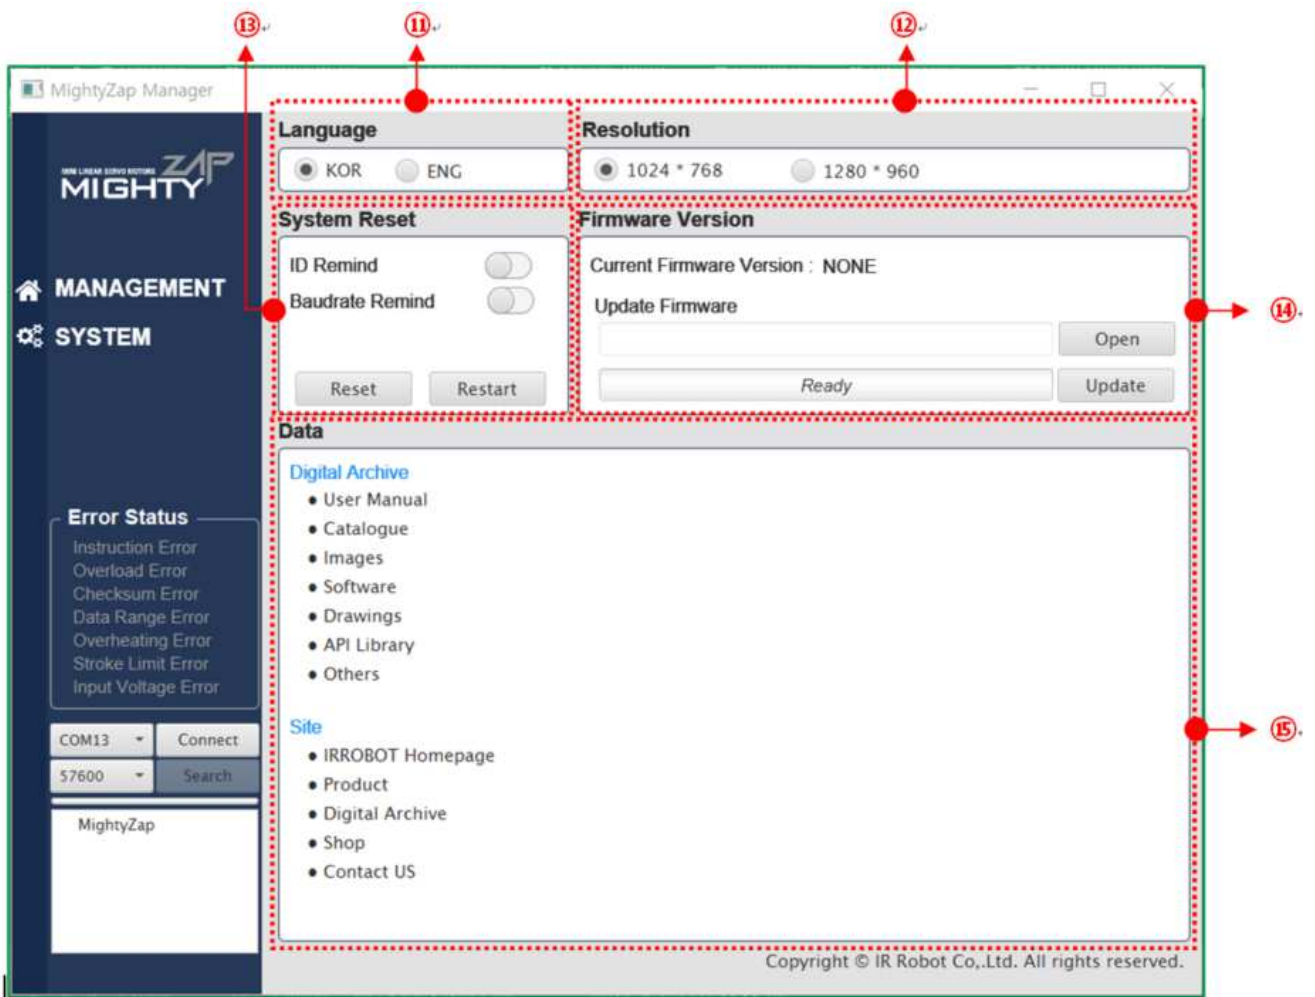 ⑬ ⑪ ⑫
MightyZap Manager
MINI LINEAR SERVO MOTORS ZAP
MIGHTY
MANAGEMENT
SYSTEM
Error Status
Instruction Error
Overload Error
Checksum Error
Data Range Error
Overheating Error
Stroke Limit Error
Input Voltage Error
COM13 Connect
57600 Search
MightyZap
Language
KOR ENG
Resolution
1024 * 768 1280 * 960
System Reset
ID Remind
Baudrate Remind
Reset Restart
Firmware Version
Current Firmware Version : NONE
Update Firmware
Open
Ready Update
⑭
Data
Digital Archive
● User Manual
● Catalogue
● Images
● Software
● Drawings
● API Library
● Others
Site
● IRROBOT Homepage
● Product
● Digital Archive
● Shop
● Contact US
⑮
Copyright © IR Robot Co,.Ltd. All rights reserved.